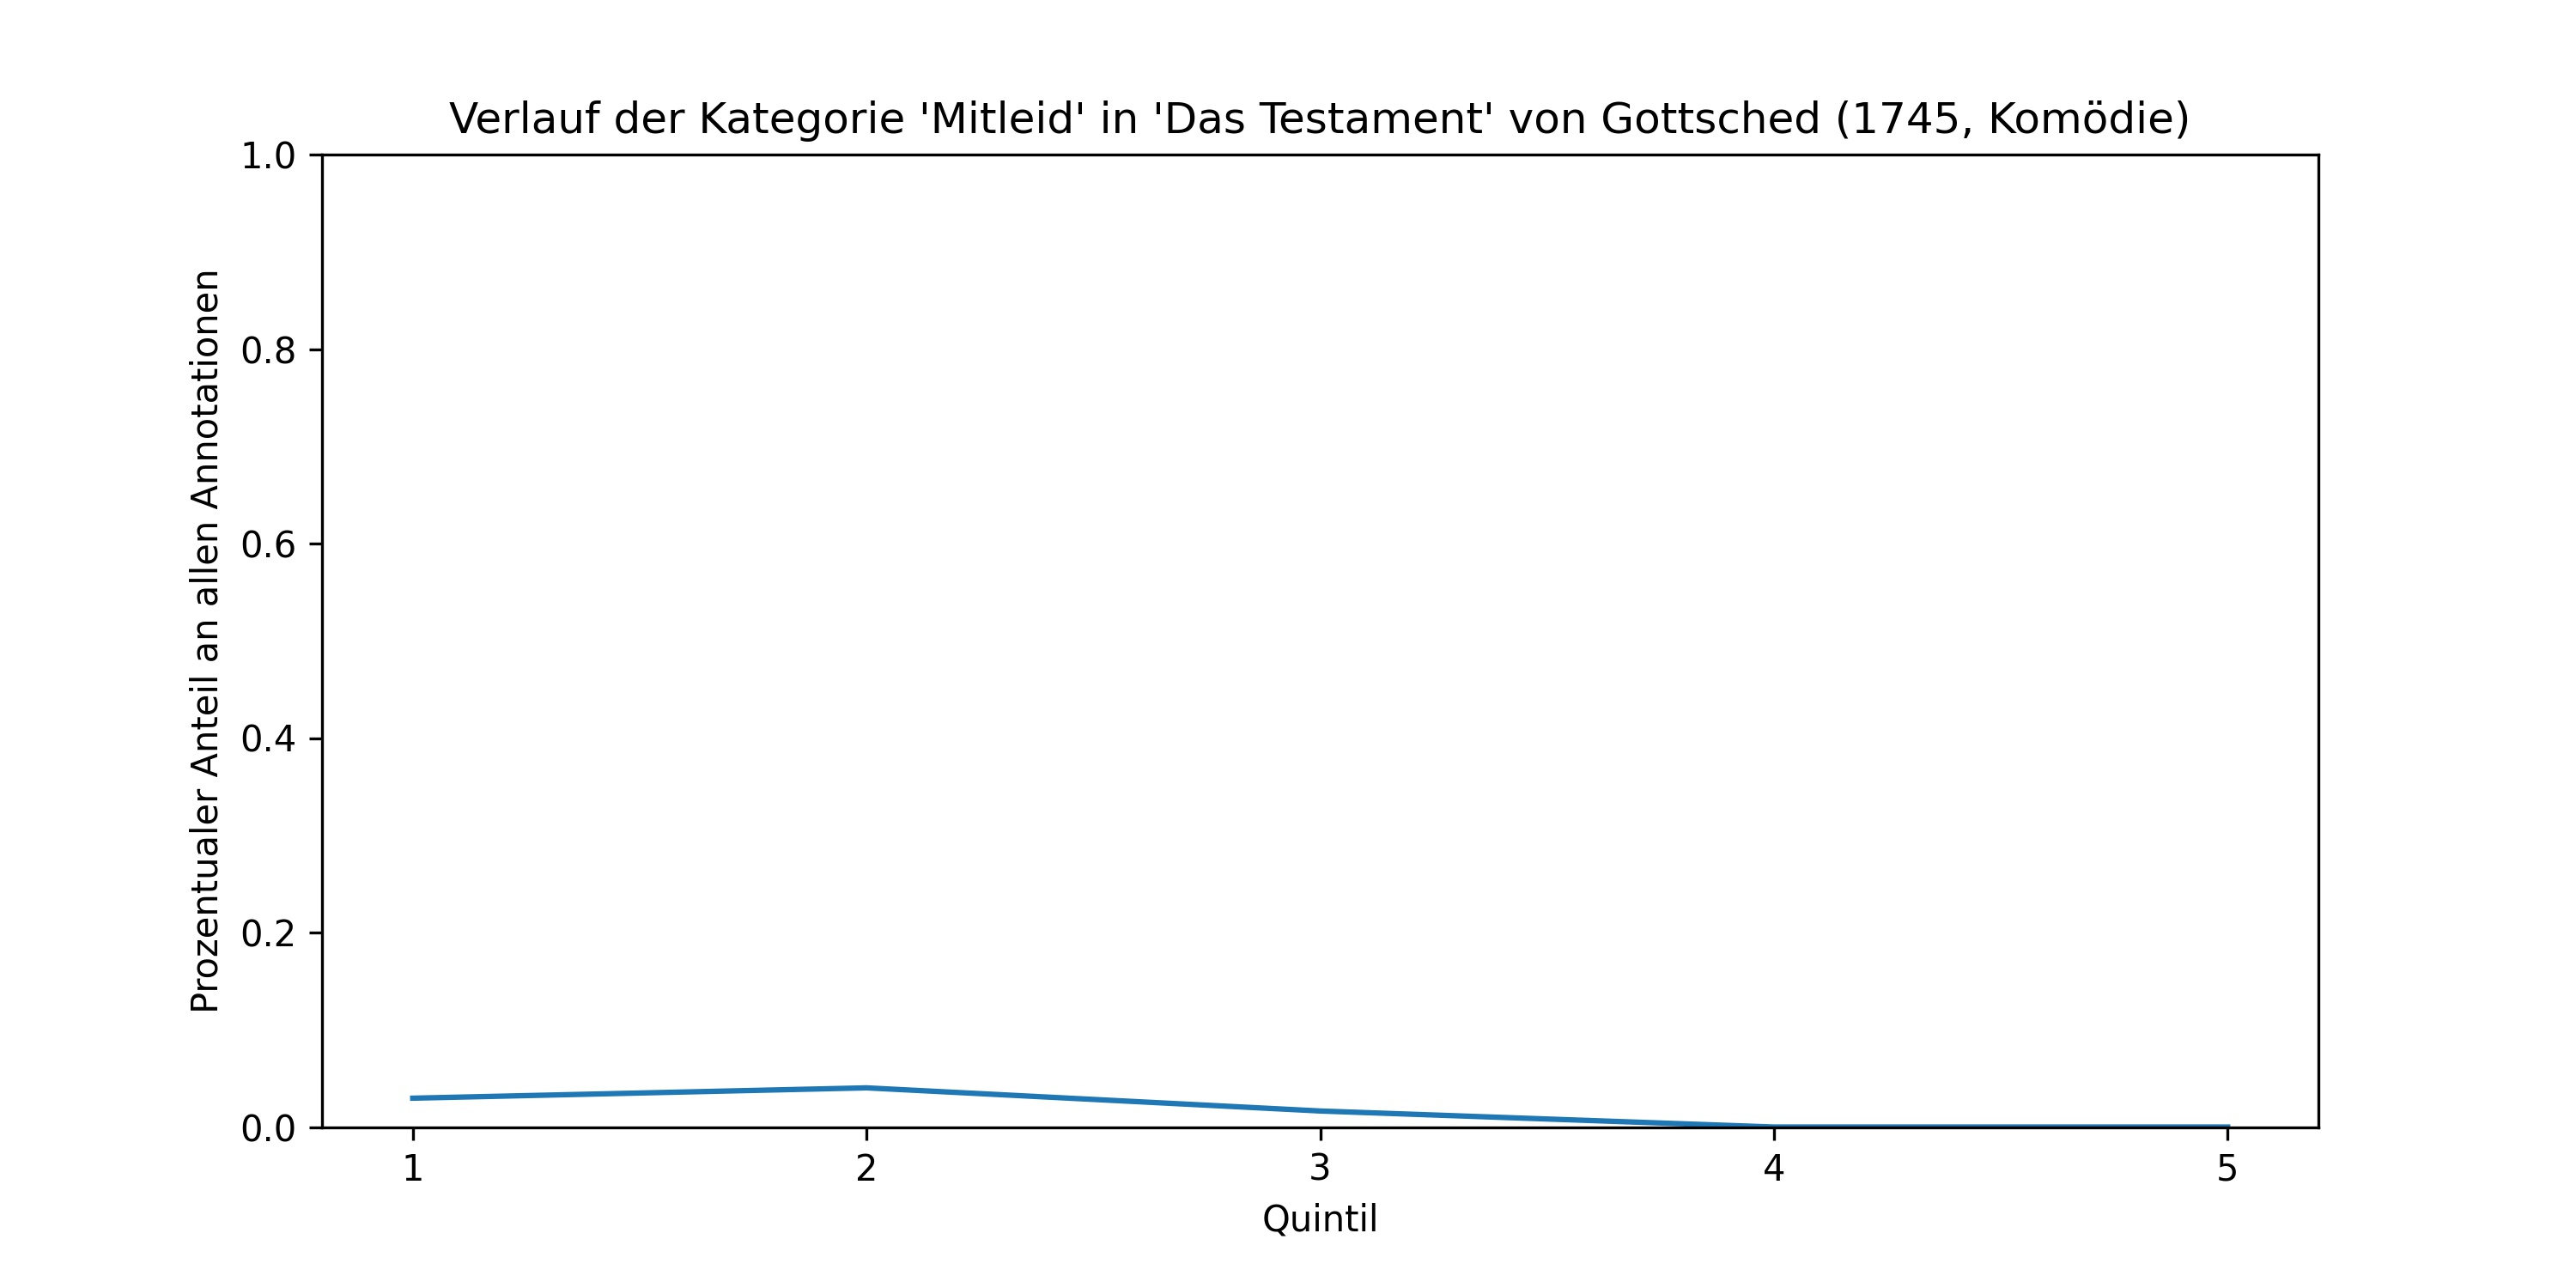 Verlauf der Kategorie 'Mitleid' in 'Das Testament' von Gottsched (1745, Komödie)
Prozentualer Anteil an allen Annotationen
1.0
0.8
0.6
0.4
0.2
0.0
1 2 3 4 5
Quintil